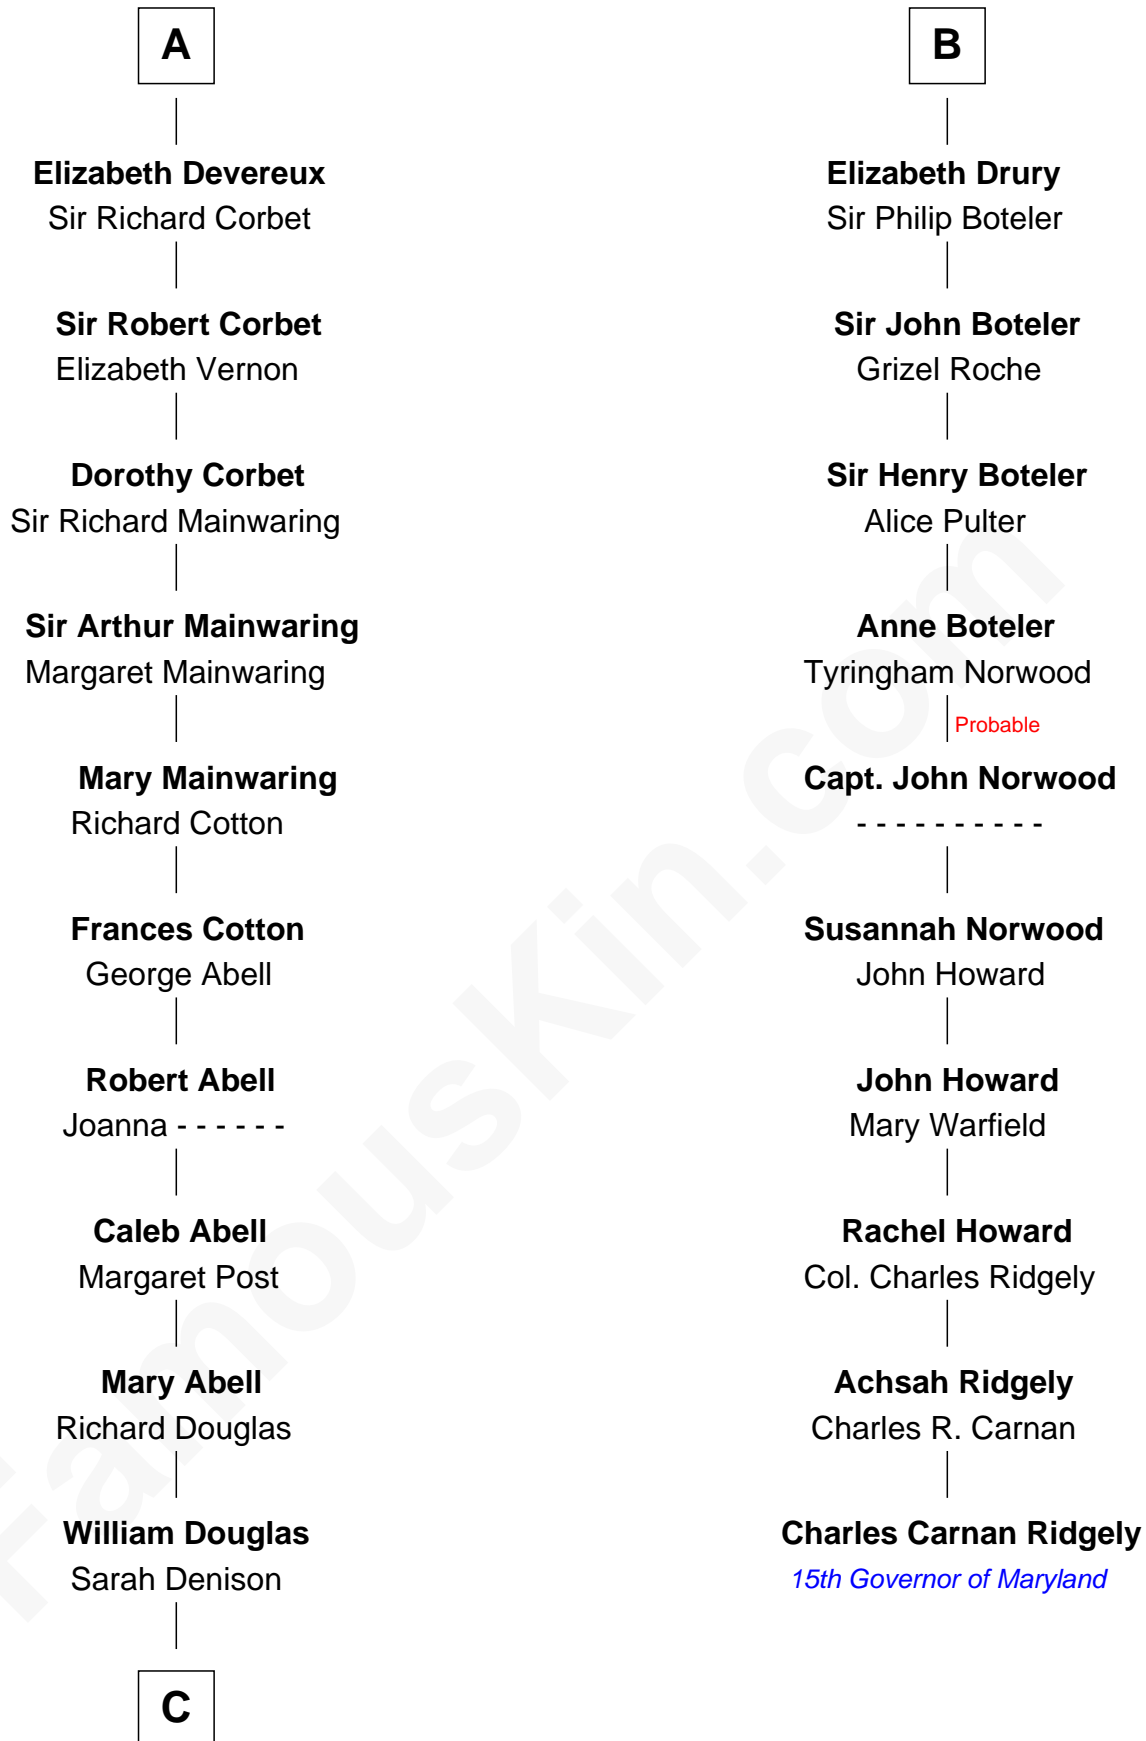 A
Elizabeth Devereux
Sir Richard Corbet
Sir Robert Corbet
Elizabeth Vernon
Dorothy Corbet
Sir Richard Mainwaring
Sir Arthur Mainwaring
Margaret Mainwaring
Mary Mainwaring
Richard Cotton
Frances Cotton
George Abell
Robert Abell
Joanna - - - - - -
Caleb Abell
Margaret Post
Mary Abell
Richard Douglas
William Douglas
Sarah Denison
C
B
Elizabeth Drury
Sir Philip Boteler
Sir John Boteler
Grizel Roche
Sir Henry Boteler
Alice Pulter
Anne Boteler
Tyringham Norwood
Probable
Capt. John Norwood
- - - - - - - - - -
Susannah Norwood
John Howard
John Howard
Mary Warfield
Rachel Howard
Col. Charles Ridgely
Achsah Ridgely
Charles R. Carnan
Charles Carnan Ridgely
15th Governor of Maryland
FamousKin.com